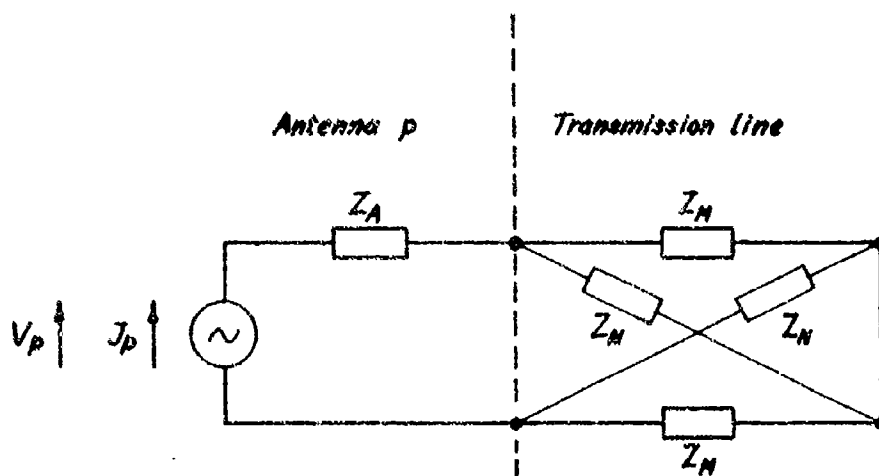 Antenna p
Transmission line
Z_A
Z_M
V_p
J_p
Z_M
Z_N
Z_M